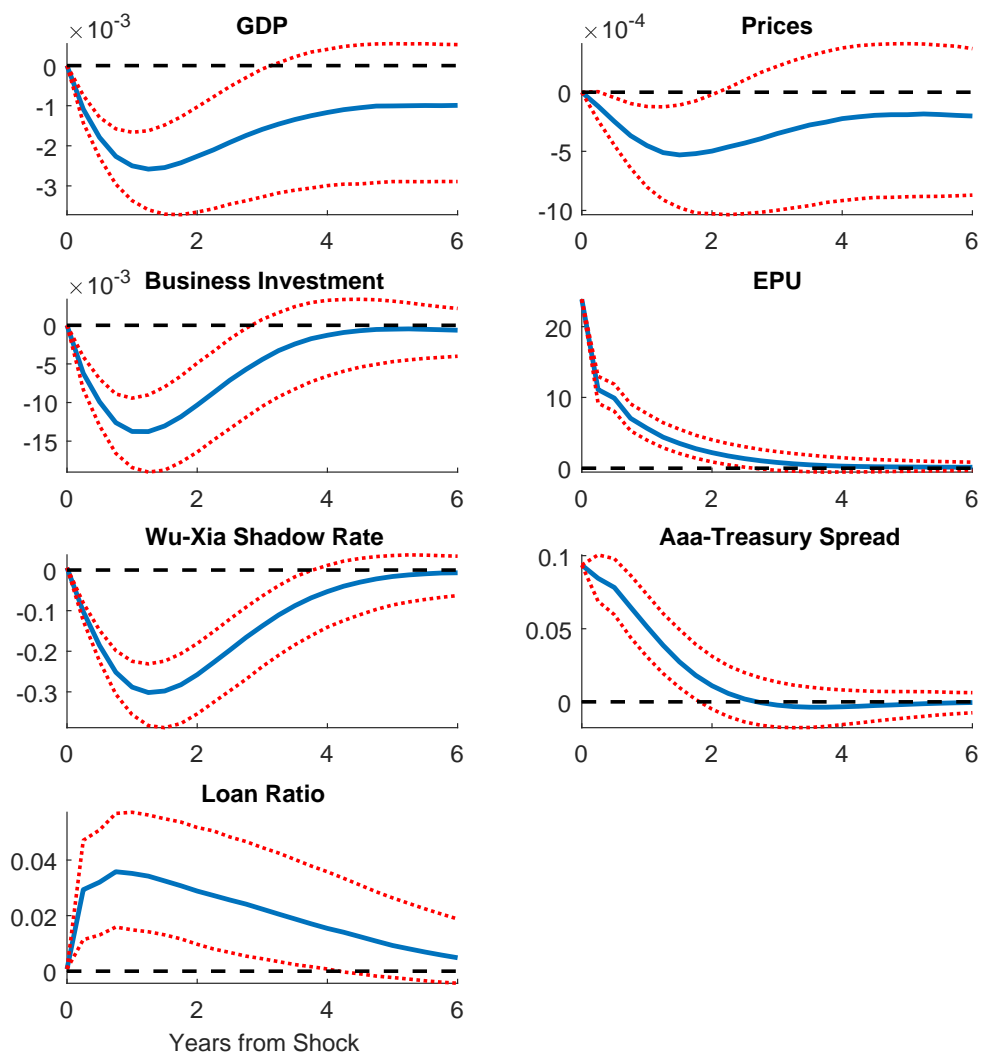 GDP
×10-3
0
-1
-2
-3
0 2 4 6
Prices
×10-4
0
-5
-10
0 2 4 6
Business Investment
×10-3
0
-5
-10
-15
0 2 4 6
EPU
20
10
0
0 2 4 6
Wu-Xia Shadow Rate
0
-0.1
-0.2
-0.3
0 2 4 6
Aaa-Treasury Spread
0.1
0.05
0
0 2 4 6
Loan Ratio
0.04
0.02
0
0 2 4 6
Years from Shock